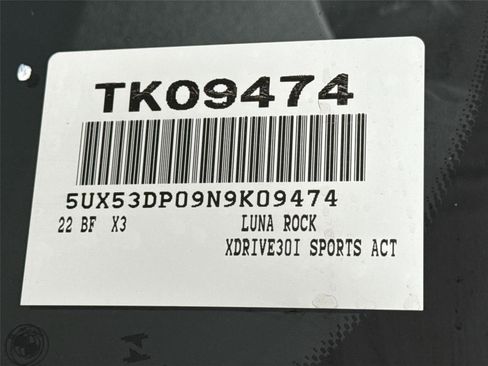 TK09474
5UX53DP09N9K09474
22 BF X3 LUNA ROCK
XDRIVE30I SPORTS ACT